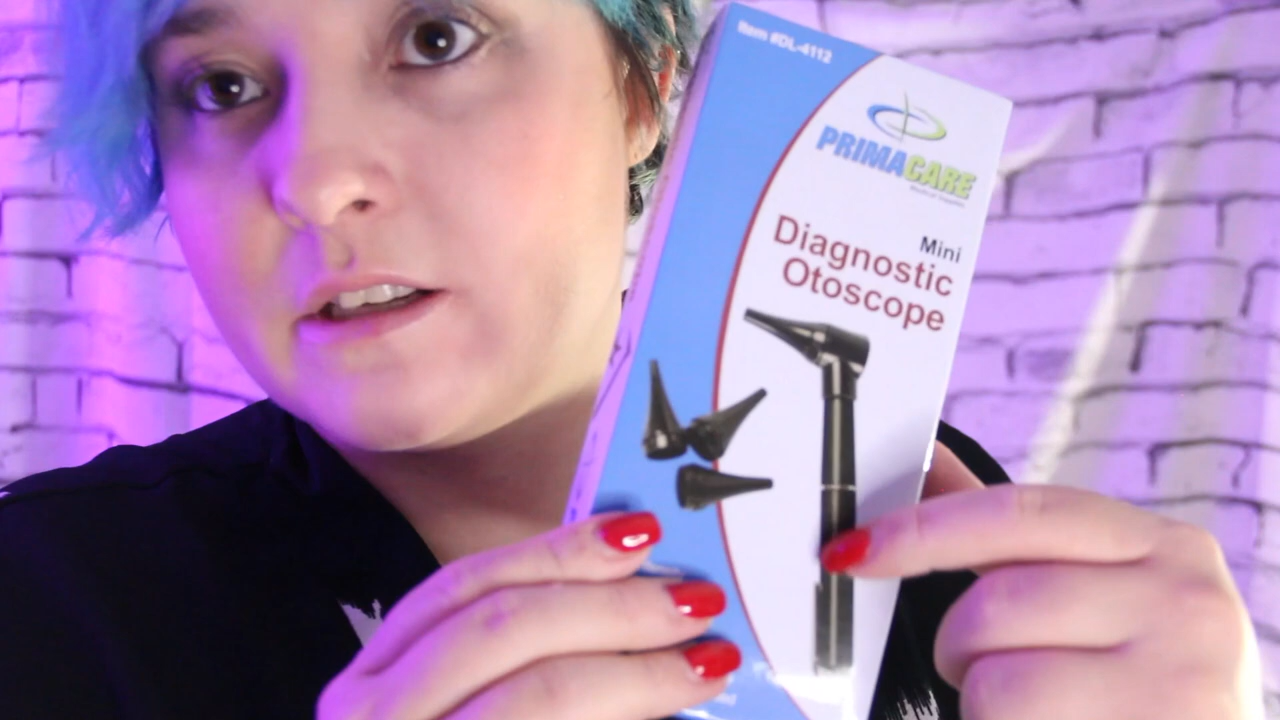 Item #DL-4112
PRIMACARE
Medical Supplies
Mini
Diagnostic
Otoscope